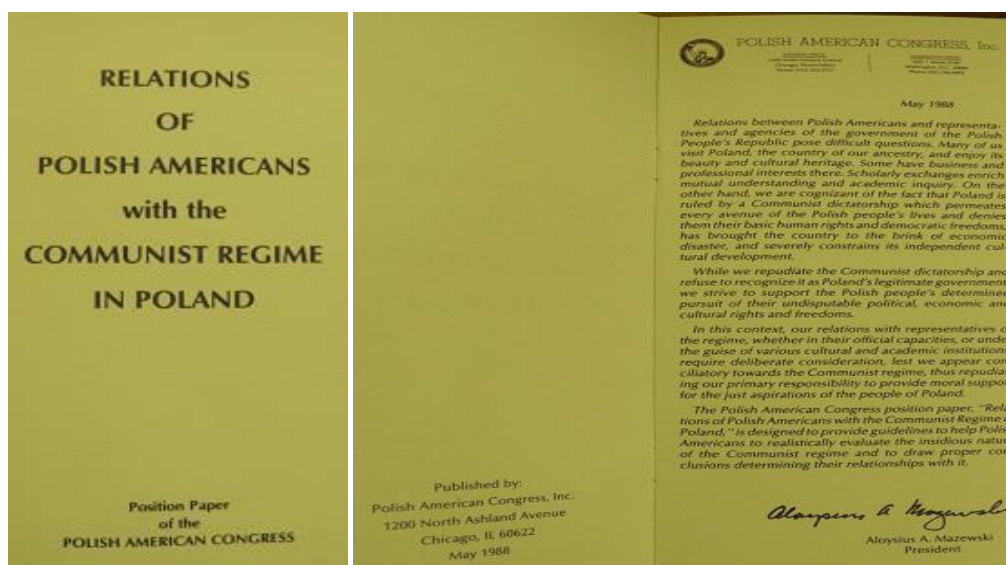 RELATIONS
OF
POLISH AMERICANS
with the
COMMUNIST REGIME
IN POLAND
Position Paper
of the
POLISH AMERICAN CONGRESS
Published by:
Polish American Congress, Inc.
1200 North Ashland Avenue
Chicago, IL 60622
May 1988
POLISH AMERICAN CONGRESS, Inc.
May 1988
Relations between Polish Americans and representa-
tives and agencies of the government of the Polish
People's Republic pose difficult questions. Many of us
visit Poland, the country of our ancestry, and enjoy its
beauty and cultural heritage. Some have business and
professional interests there. Scholarly exchanges enrich
mutual understanding and academic inquiry. On the
other hand, we are cognizant of the fact that Poland is
ruled by a Communist dictatorship which permeates
every avenue of the Polish people's lives and denies
them their basic human rights and democratic freedoms,
has brought the country to the brink of economic
disaster, and severely constrains its independent cul-
tural development.
While we repudiate the Communist dictatorship and
refuse to recognize it as Poland's legitimate government
we strive to support the Polish people's determined
pursuit of their undisputable political, economic and
cultural rights and freedoms.
In this context, our relations with representatives o
the regime, whether in their official capacities, or unde
the guise of various cultural and academic institution
require deliberate consideration, lest we appear con
ciliatory towards the Communist regime, thus repudiat
ing our primary responsibility to provide moral suppo
for the just aspirations of the people of Poland.
The Polish American Congress position paper, "Rela
tions of Polish Americans with the Communist Regime
Poland," is designed to provide guidelines to help Polis
Americans to realistically evaluate the insidious natu
of the Communist regime and to draw proper con
clusions determining their relationships with it.
Aloysius A. Mazewski
Aloysius A. Mazewski
President